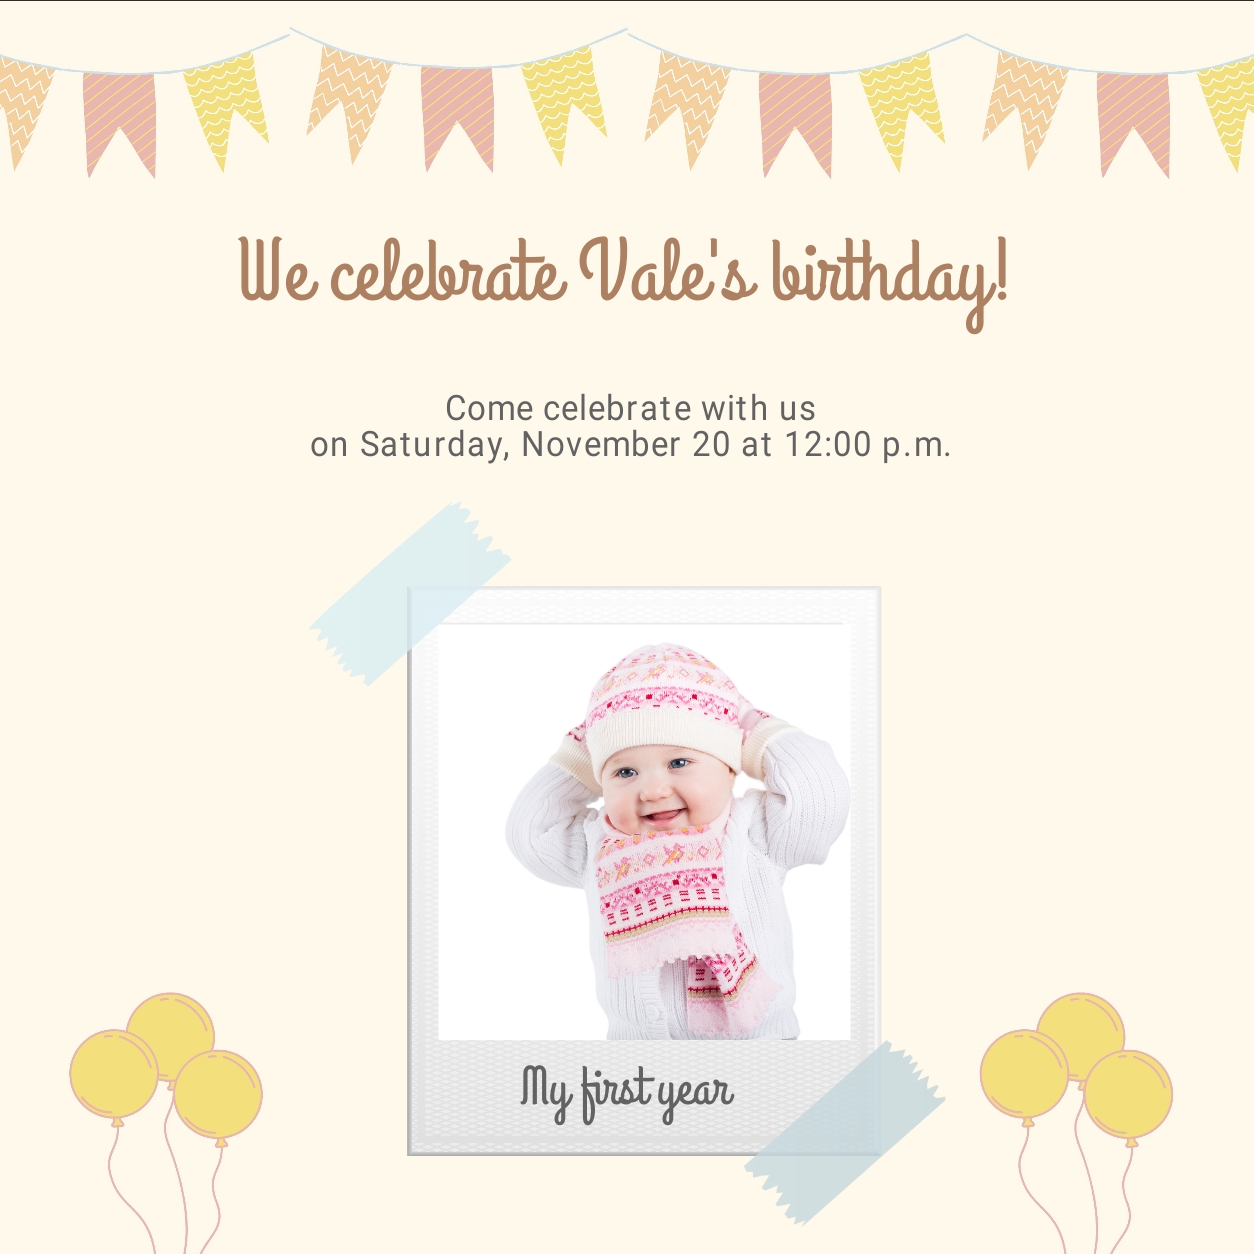 We celebrate Vale's birthday!
Come celebrate with us
on Saturday, November 20 at 12:00 p.m.
My first year